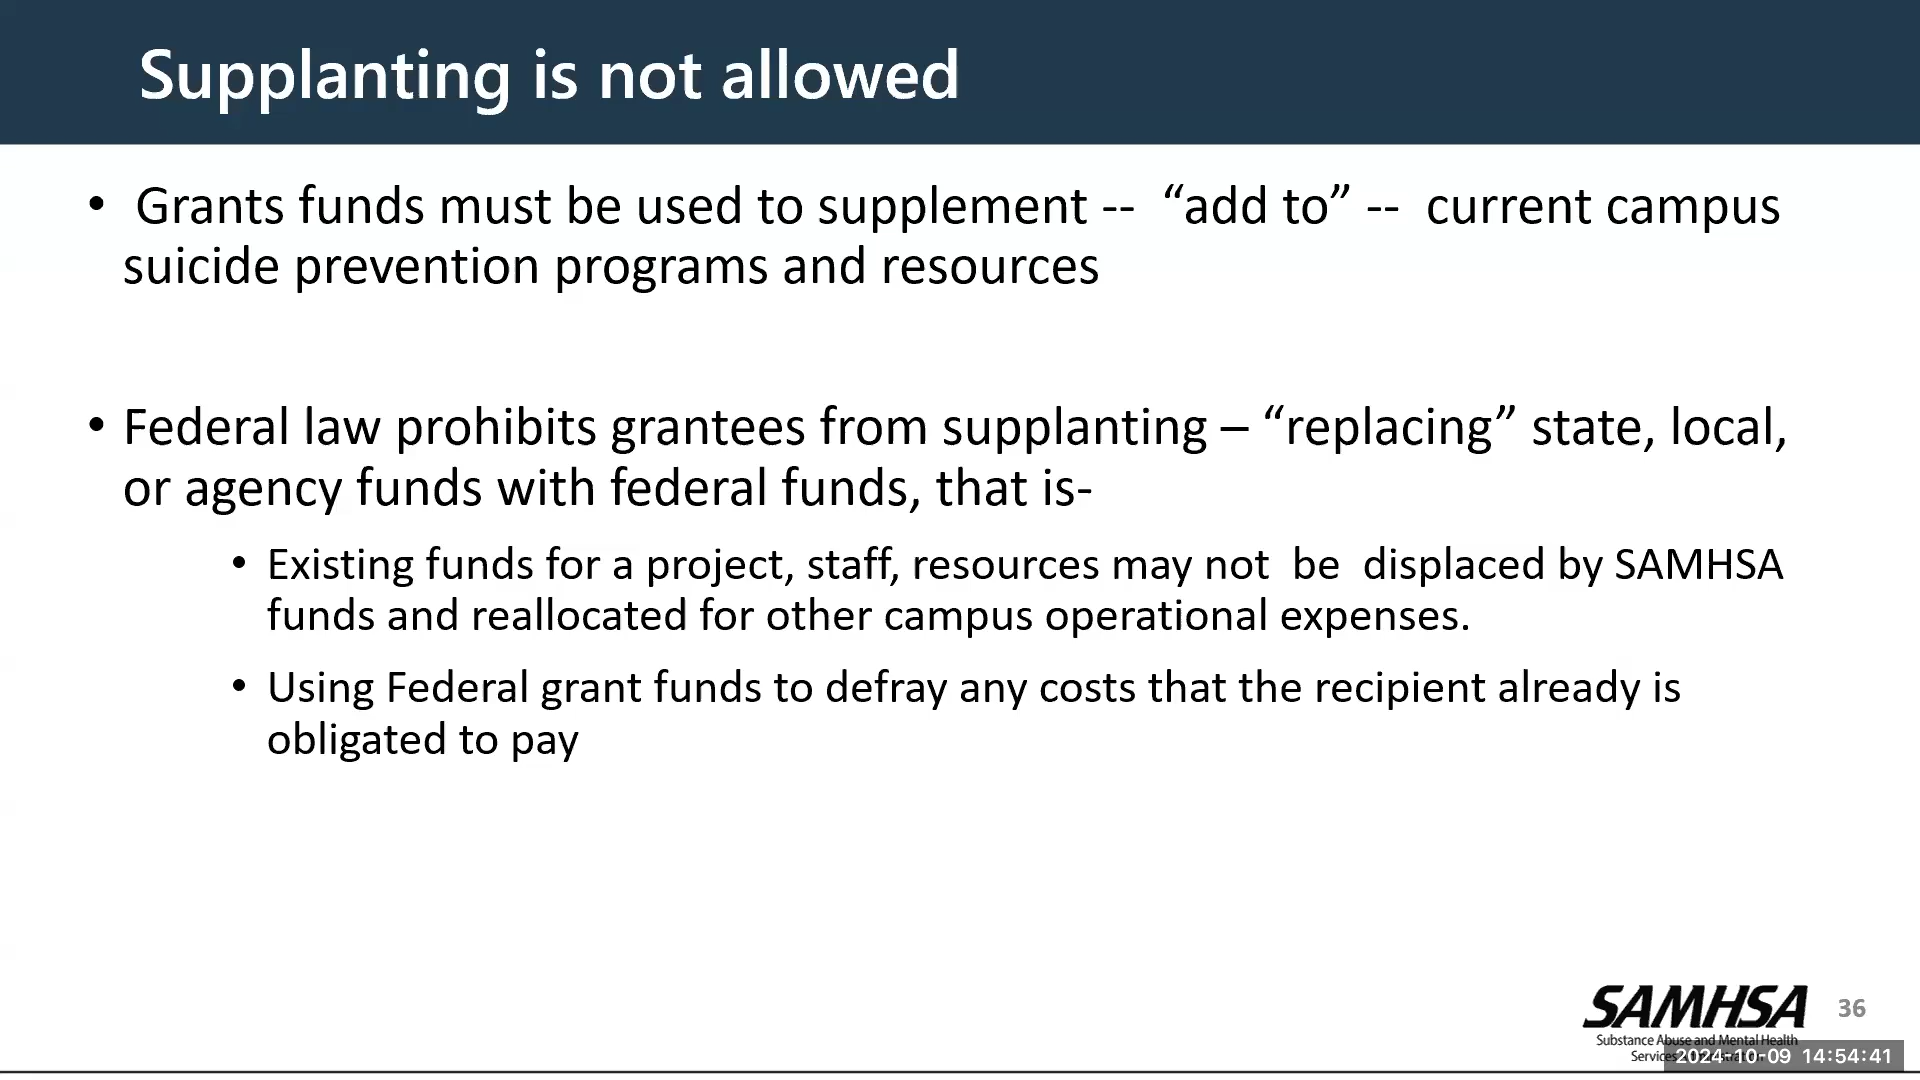 Supplanting is not allowed
• Grants funds must be used to supplement -- “add to” -- current campus
suicide prevention programs and resources
• Federal law prohibits grantees from supplanting – “replacing” state, local,
or agency funds with federal funds, that is-
• Existing funds for a project, staff, resources may not be displaced by SAMHSA
funds and reallocated for other campus operational expenses.
• Using Federal grant funds to defray any costs that the recipient already is
obligated to pay
SAMHSA
36
Substance Abuse and Mental Health
Services
2024-10-09 14:54:41